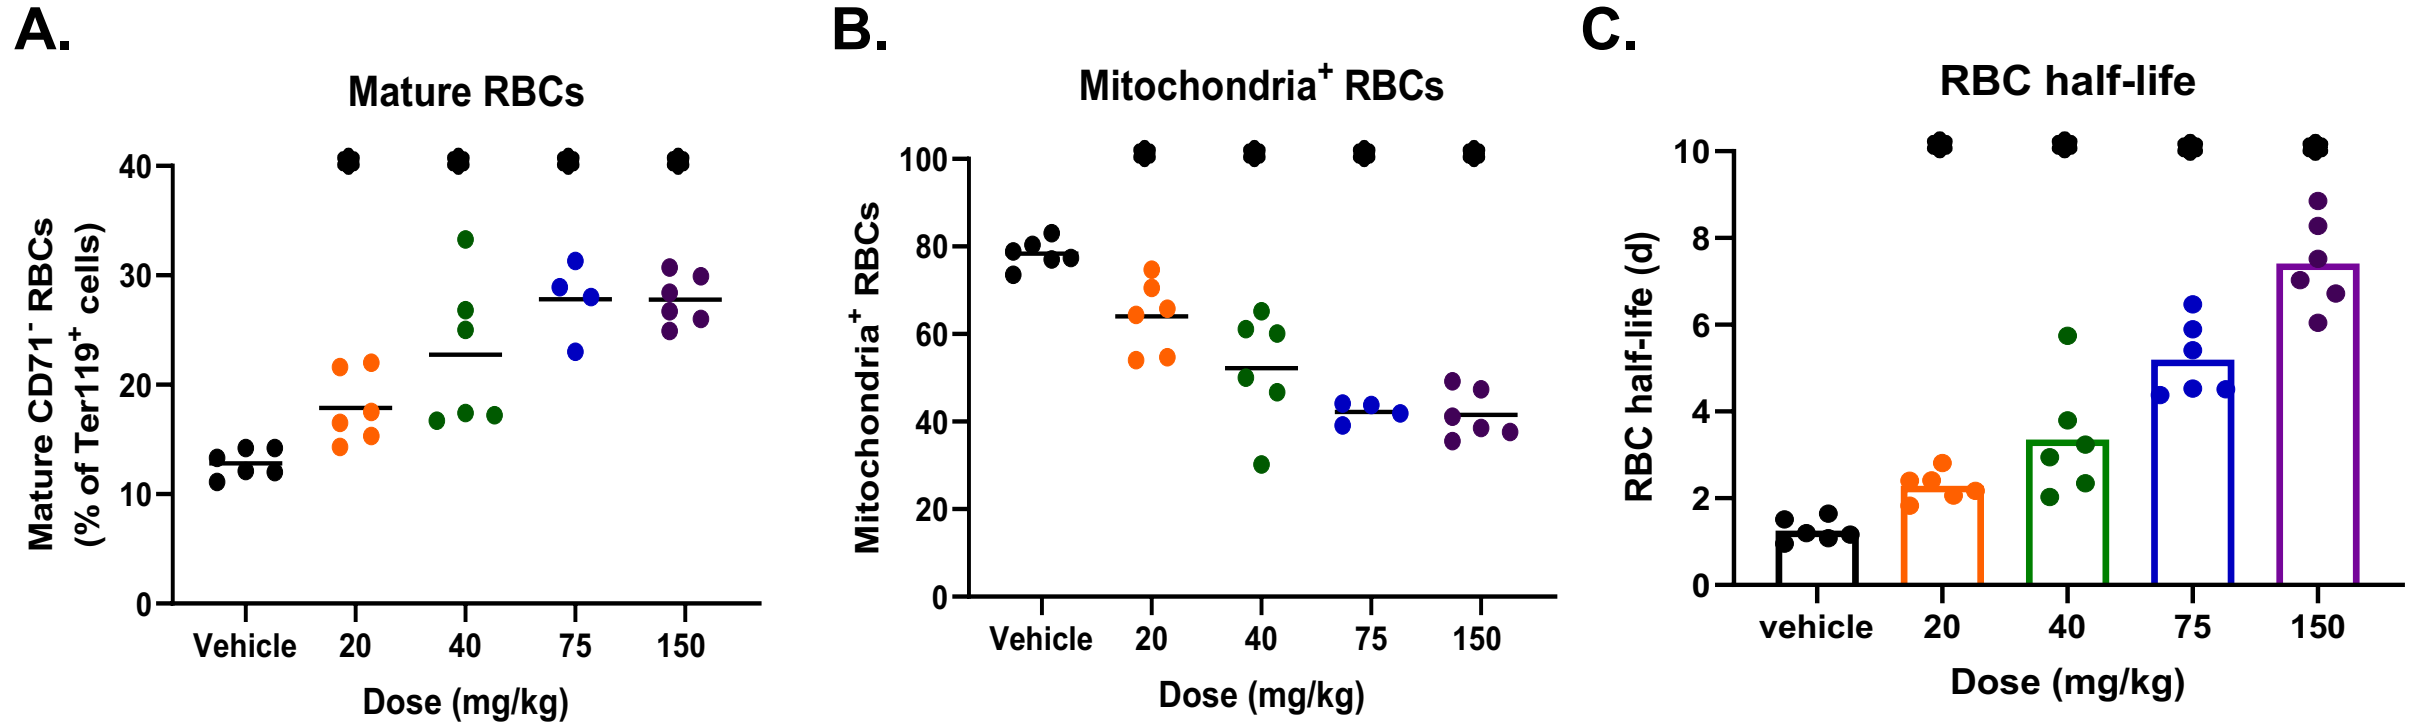 A.
Mature RBCs
Mature CD71⁻ RBCs
(% of Ter119⁺ cells)
40
30
20
10
0
Vehicle 20 40 75 150
Dose (mg/kg)
B.
Mitochondria⁺ RBCs
Mitochondria⁺ RBCs
100
80
60
40
20
0
Vehicle 20 40 75 150
Dose (mg/kg)
C.
RBC half-life
RBC half-life (d)
10
8
6
4
2
0
vehicle 20 40 75 150
Dose (mg/kg)